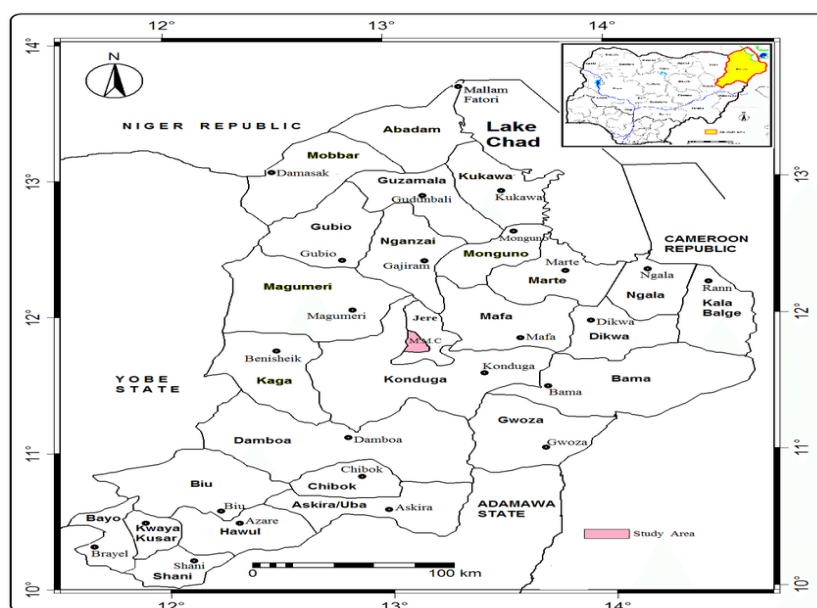 12° 13° 14°
14°
N
NIGER REPUBLIC
Mallam
Fatori
Abadam
Lake
Chad
Mobbar
Damasak
13° 13°
Guzamala
Gudunbali
Kukawa
Kukawa
Gubio
Gubio
Nganzai
Gajiram
Monguno
Monguno
CAMEROON
REPUBLIC
Marte
Marte
Ngala
Ngala
Rann
Kala
Balge
Magumeri
Magumeri
12° 12°
Jere
M.M.C
Mafa
Mafa
Dikwa
Dikwa
Benisheik
Kaga
YOBE
STATE
Konduga
Konduga
Bama
Bama
Gwoza
Gwoza
Damboa
Damboa
11° 11°
Chibok
Chibok
Biu
Biu
Askira/Uba
Askira
ADAMAWA
STATE
Bayo
Kwaya
Kusar
Azare
Hawul
Brayel
Shani
Shani
Study Area
0 100 km
10° 10°
12° 13° 14°